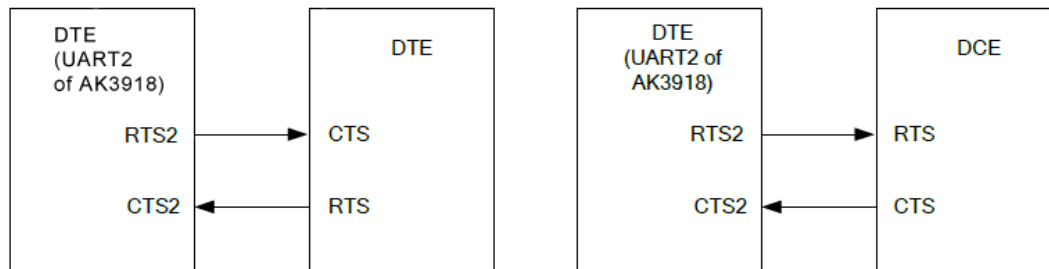 DTE
(UART2
of AK3918)
DTE
RTS2
CTS
CTS2
RTS
DTE
(UART2 of
AK3918)
DCE
RTS2
RTS
CTS2
CTS